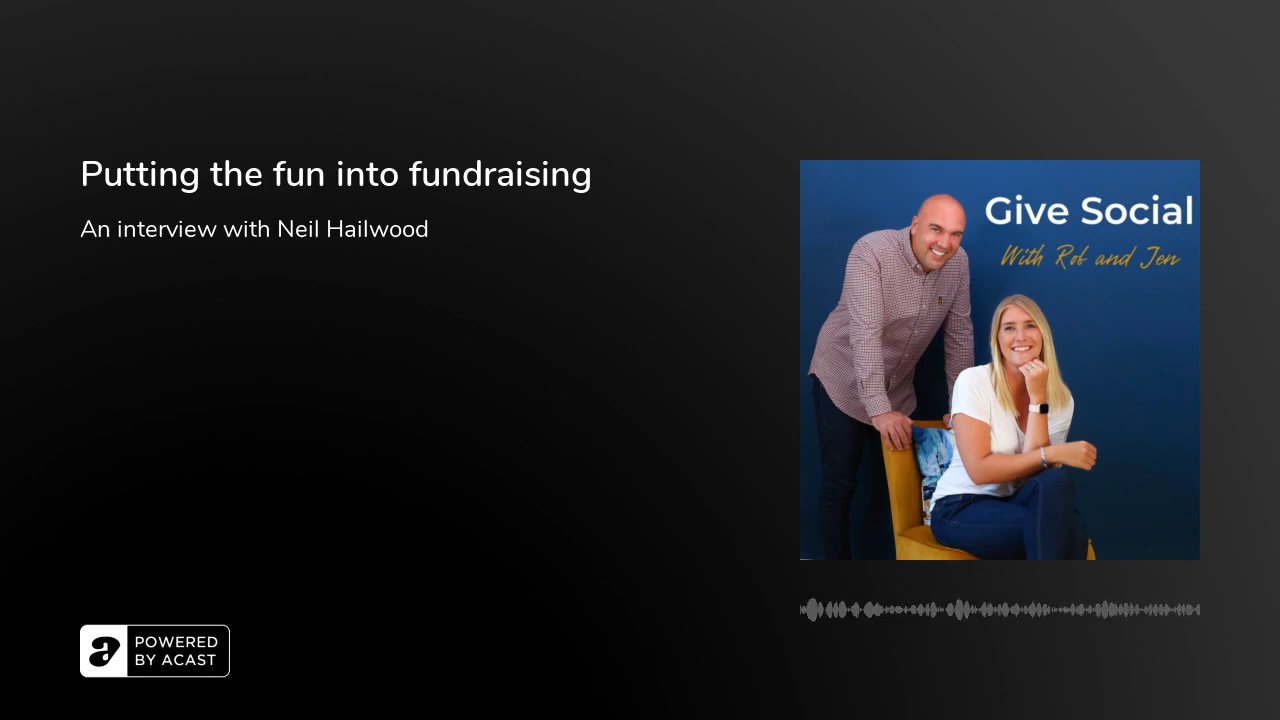 Putting the fun into fundraising
An interview with Neil Hailwood
Give Social
With Rob and Jen
POWERED
BY ACAST